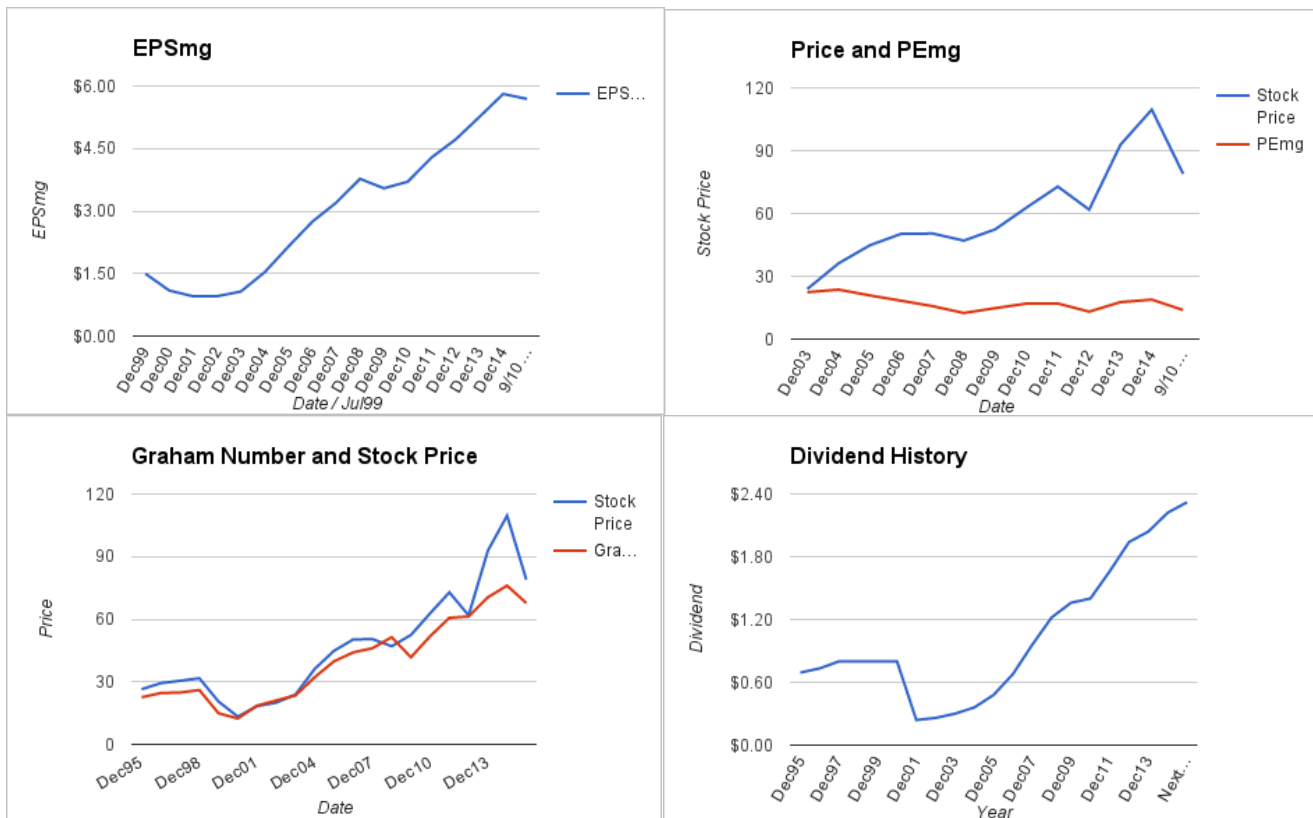 EPSmg
$6.00
$4.50
$3.00
$1.50
$0.00
EPSmg
Dec99
Dec00
Dec01
Dec02
Dec03
Dec04
Dec05
Dec06
Dec07
Dec08
Dec09
Dec10
Dec11
Dec12
Dec13
Dec14
9/10 ...
Date / Jul99
EPS...
Price and PEmg
120
90
60
30
0
Stock Price
Dec03
Dec04
Dec05
Dec06
Dec07
Dec08
Dec09
Dec10
Dec11
Dec12
Dec13
Dec14
9/10 ...
Date
Stock
Price
PEmg
Graham Number and Stock Price
120
90
60
30
0
Price
Dec95
Dec98
Dec01
Dec04
Dec07
Dec10
Dec13
Date
Stock
Price
Gra...
Dividend History
$2.40
$1.80
$1.20
$0.60
$0.00
Dividend
Dec95
Dec97
Dec99
Dec01
Dec03
Dec05
Dec07
Dec09
Dec11
Dec13
Next...
Year